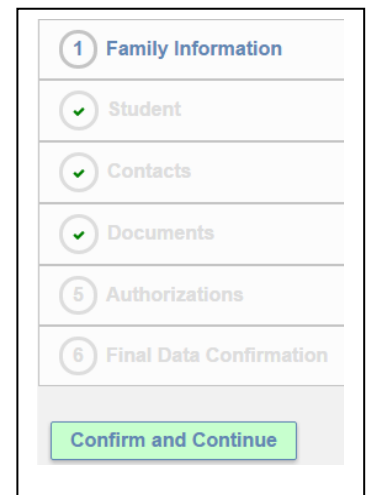 1 Family Information
Student
Contacts
Documents
5 Authorizations
6 Final Data Confirmation
Confirm and Continue